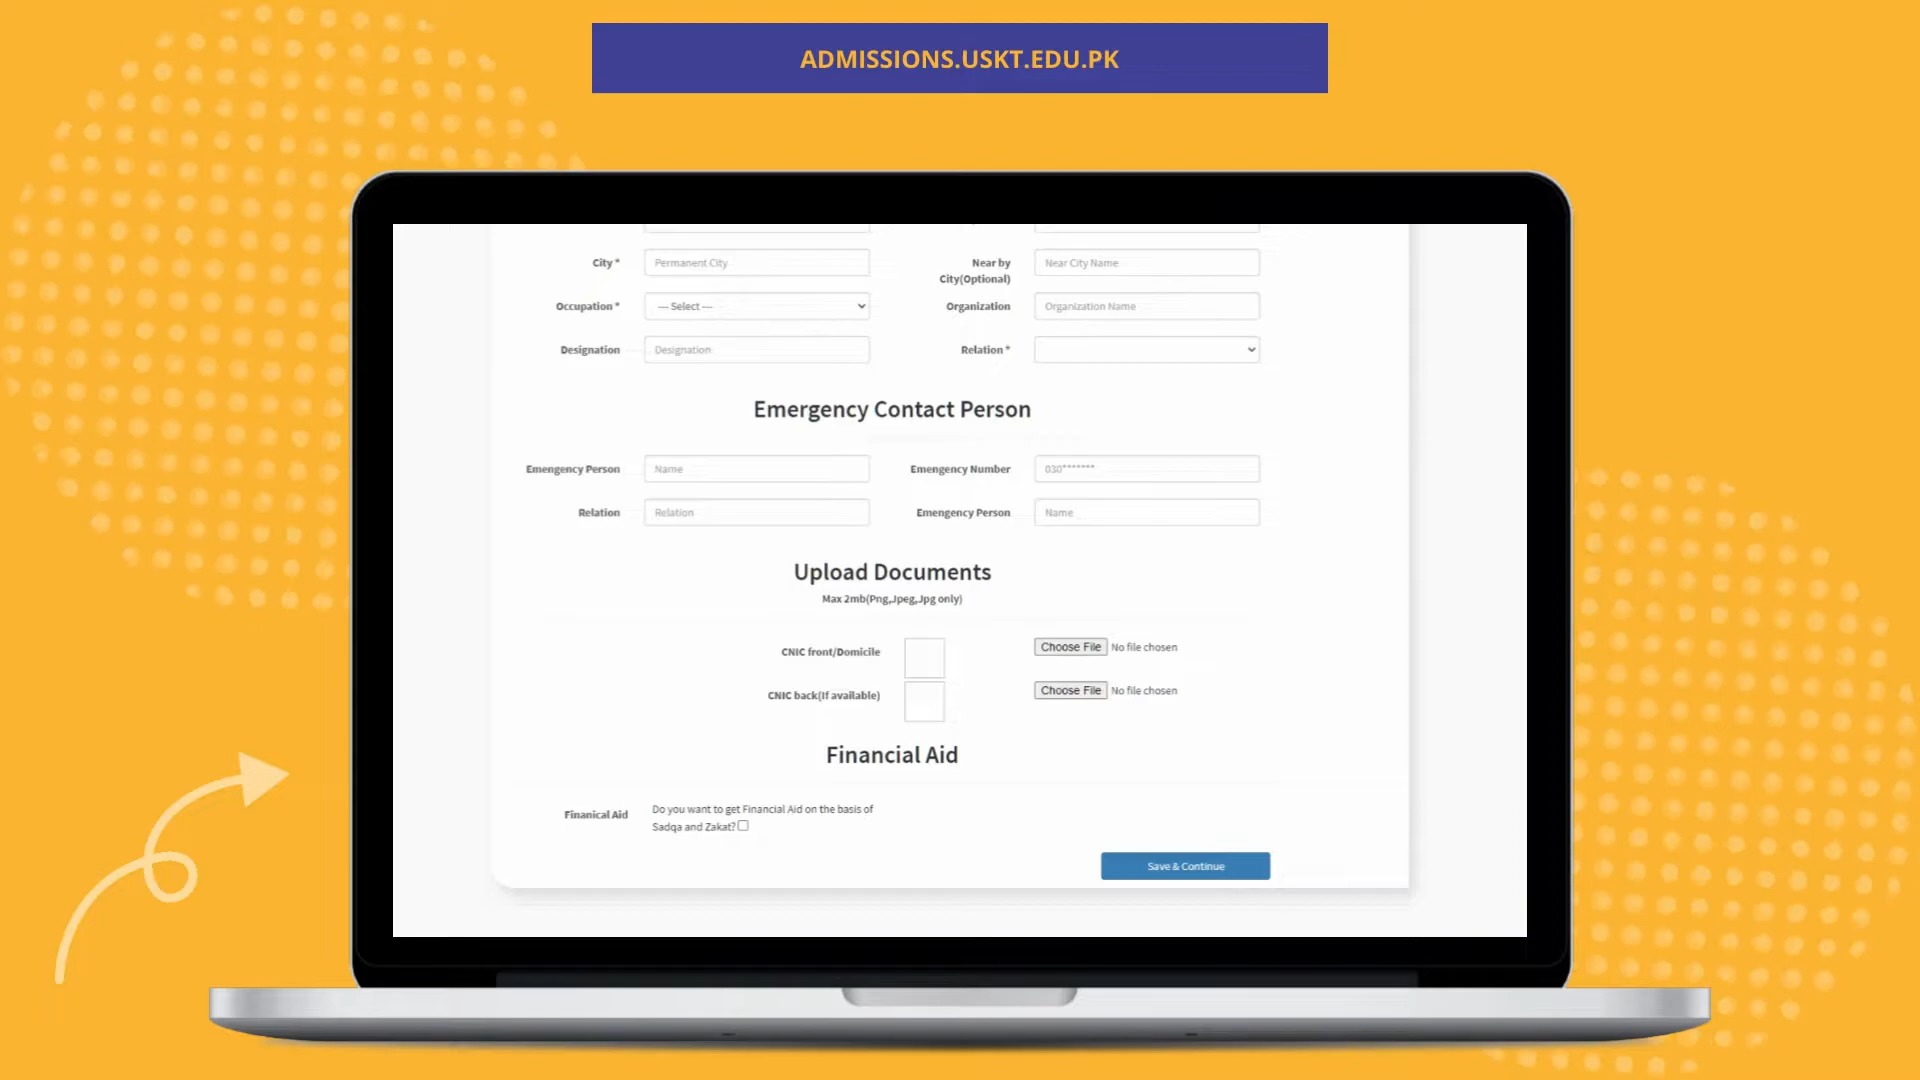 ADMISSIONS.USKT.EDU.PK
City * Permanent City Near by City(Optional) Near City Name
Occupation * --- Select --- Organization Organization Name
Designation Designation Relation *
Emergency Contact Person
Emengency Person Name Emengency Number 030*******
Relation Relation Emengency Person Name
Upload Documents
Max 2mb(Png,Jpeg,Jpg only)
CNIC front/Domicile Choose File No file chosen
CNIC back(If available) Choose File No file chosen
Financial Aid
Finanical Aid Do you want to get Financial Aid on the basis of
Sadqa and Zakat?
Save & Continue